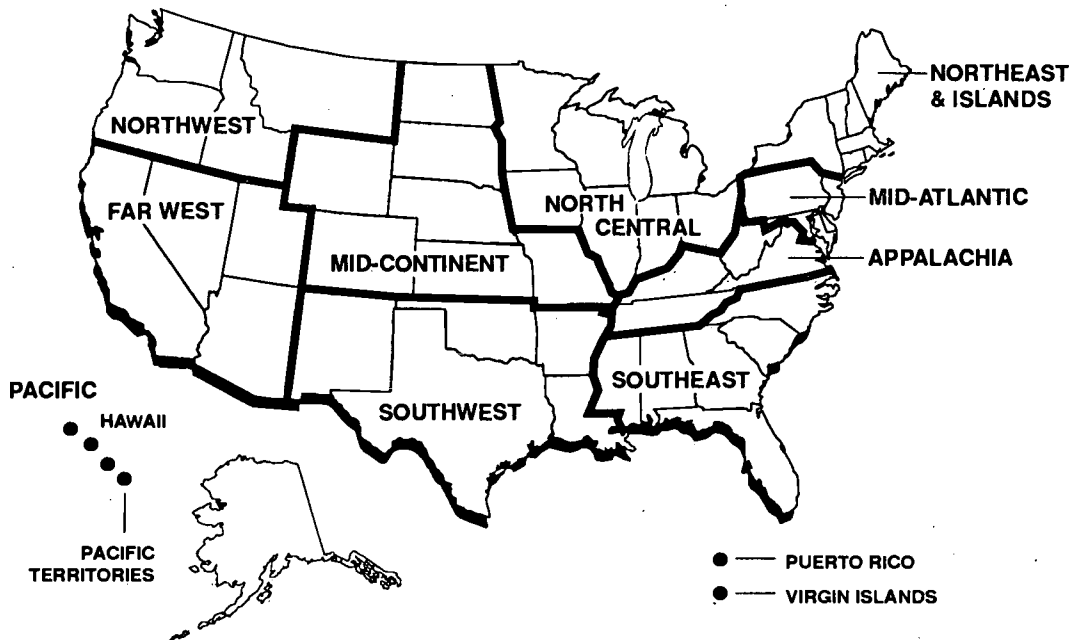 NORTHEAST
& ISLANDS
NORTHWEST
MID-ATLANTIC
FAR WEST
NORTH
CENTRAL
APPALACHIA
MID-CONTINENT
SOUTHEAST
PACIFIC
SOUTHWEST
HAWAII
PACIFIC
TERRITORIES
PUERTO RICO
VIRGIN ISLANDS